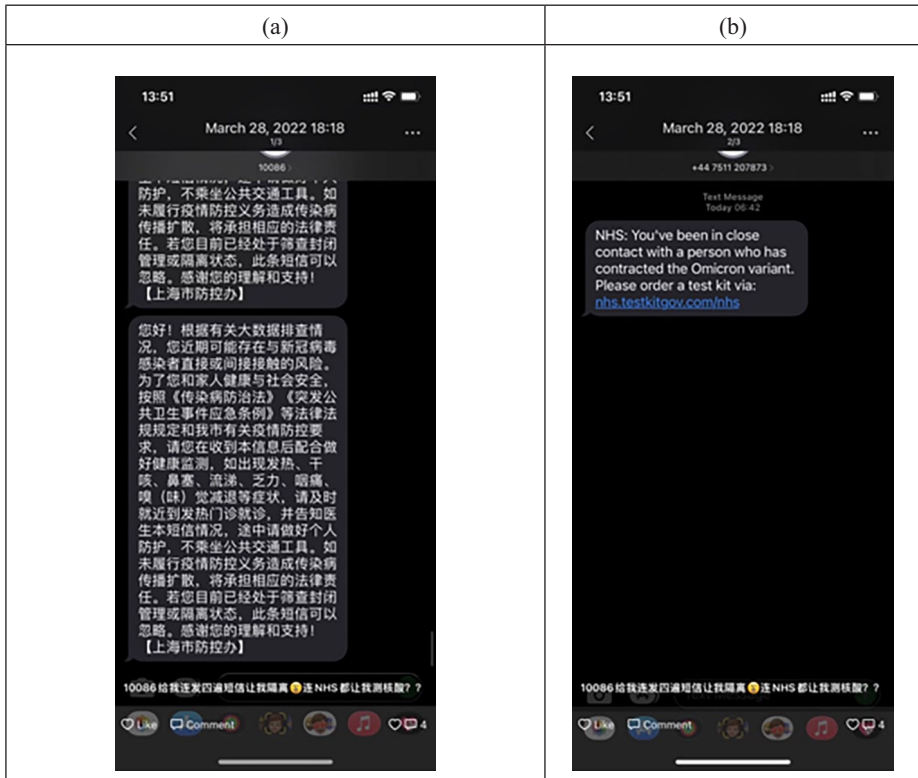 (a)
13:51
March 28, 2022 18:18
1/3
10086
防护，不乘坐公共交通工具。如
未履行疫情防控义务造成传染病
传播扩散，将承担相应的法律责
任。若您目前已经处于筛查封闭
管理或隔离状态，此条短信可以
忽略。感谢您的理解和支持！
【上海市防控办】
您好！根据有关大数据排查情
况，您近期可能存在与新冠病毒
感染者直接或间接接触的风险。
为了您和家人健康与社会安全，
按照《传染病防治法》《突发公
共卫生事件应急条例》等法律法
规规定和我市有关疫情防控要
求，请您在收到本信息后配合做
好健康监测，如出现发热、干
咳、鼻塞、流涕、乏力、咽痛、
嗅（味）觉减退等症状，请及时
就近到发热门诊就诊，并告知医
生本短信情况，途中请做好个人
防护，不乘坐公共交通工具。如
未履行疫情防控义务造成传染病
传播扩散，将承担相应的法律责
任。若您目前已经处于筛查封闭
管理或隔离状态，此条短信可以
忽略。感谢您的理解和支持！
【上海市防控办】
10086给我连发四遍短信让我隔离😔连NHS都让我测核酸？？
Like Comment 4
(b)
13:51
March 28, 2022 18:18
2/3
+44 7511 207873
Text Message
Today 06:42
NHS: You've been in close
contact with a person who has
contracted the Omicron variant.
Please order a test kit via:
nhs.testkitgov.com/nhs
10086给我连发四遍短信让我隔离😔连NHS都让我测核酸？？
Like Comment 4